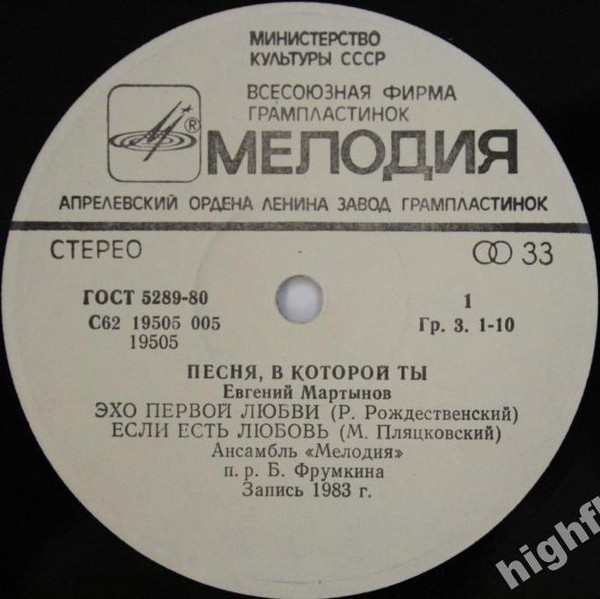 МИНИСТЕРСТВО
КУЛЬТУРЫ СССР
ВСЕСОЮЗНАЯ ФИРМА
ГРАМПЛАСТИНОК
®
МЕЛОДИЯ
АПРЕЛЕВСКИЙ ОРДЕНА ЛЕНИНА ЗАВОД ГРАМПЛАСТИНОК
СТЕРЕО
33
ГОСТ 5289-80
1
С62 19505 005
Гр. 3. 1-10
19505
ПЕСНЯ, В КОТОРОЙ ТЫ
Евгений Мартынов
ЭХО ПЕРВОЙ ЛЮБВИ (Р. Рождественский)
ЕСЛИ ЕСТЬ ЛЮБОВЬ (М. Пляцковский)
Ансамбль «Мелодия»
п. р. Б. Фрумкина
Запись 1983 г.